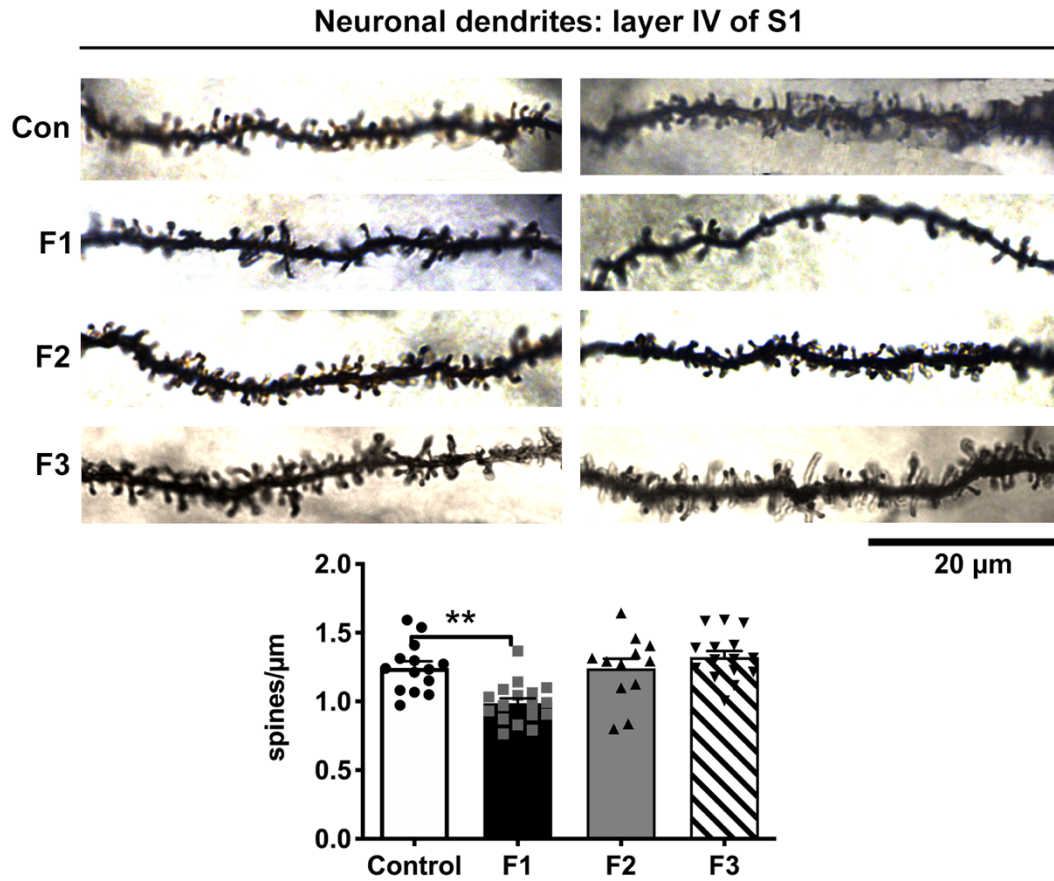 Neuronal dendrites: layer IV of S1
Con
F1
F2
F3
20 µm
2.0
1.5
1.0
0.5
0.0
spines/µm
**
Control F1 F2 F3